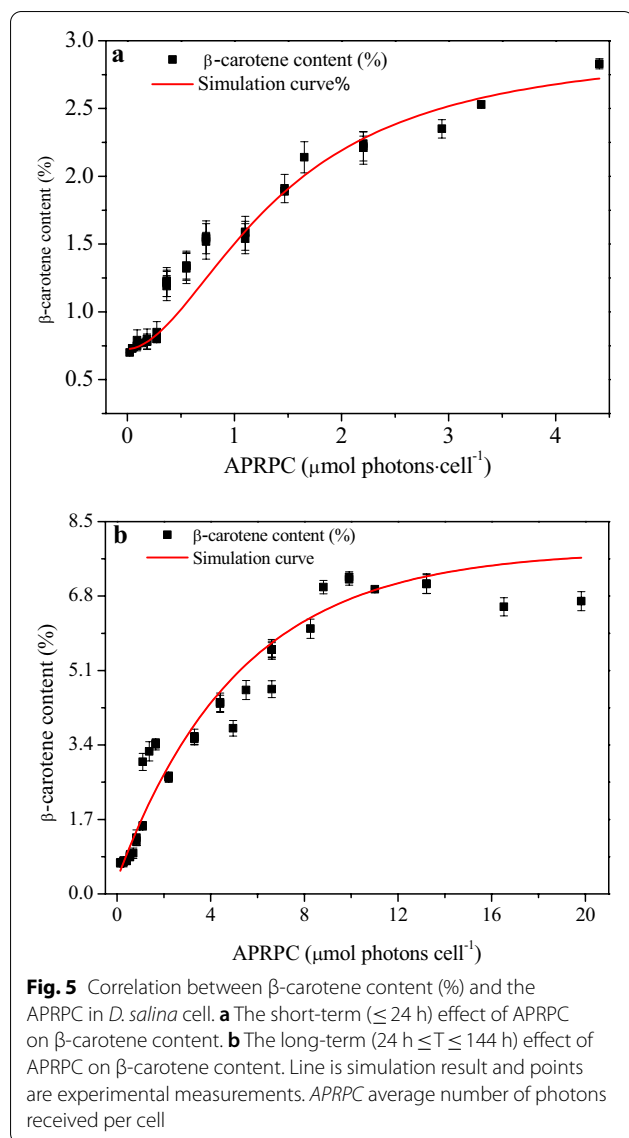 a
β-carotene content (%)
Simulation curve%
3.0
2.5
2.0
1.5
1.0
0.5
β-carotene content (%)
0
1
2
3
4
APRPC (μmol photons·cell⁻¹)
b
β-carotene content (%)
Simulation curve
8.5
6.8
5.1
3.4
1.7
0.0
β-carotene content (%)
0
4
8
12
16
20
APRPC (μmol photons cell⁻¹)
Fig. 5 Correlation between β-carotene content (%) and the
APRPC in D. salina cell. a The short-term (≤ 24 h) effect of APRPC
on β-carotene content. b The long-term (24 h ≤ T ≤ 144 h) effect of
APRPC on β-carotene content. Line is simulation result and points
are experimental measurements. APRPC average number of photons
received per cell